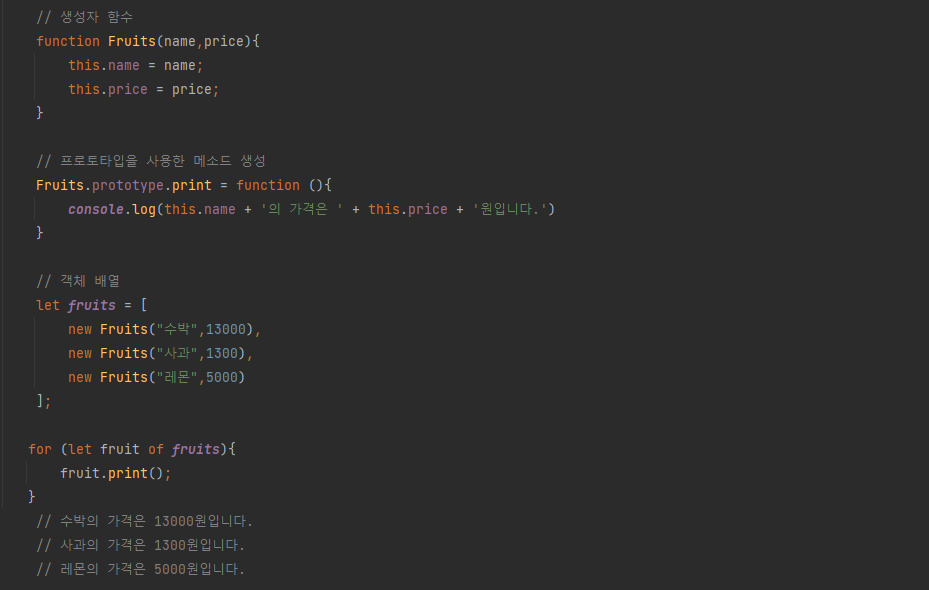 // 생성자 함수
function Fruits(name,price){
this.name = name;
this.price = price;
}
// 프로토타입을 사용한 메소드 생성
Fruits.prototype.print = function (){
console.log(this.name + '의 가격은 ' + this.price + '원입니다.')
}
// 객체 배열
let fruits = [
new Fruits("수박",13000),
new Fruits("사과",1300),
new Fruits("레몬",5000)
];
for (let fruit of fruits){
fruit.print();
}
// 수박의 가격은 13000원입니다.
// 사과의 가격은 1300원입니다.
// 레몬의 가격은 5000원입니다.